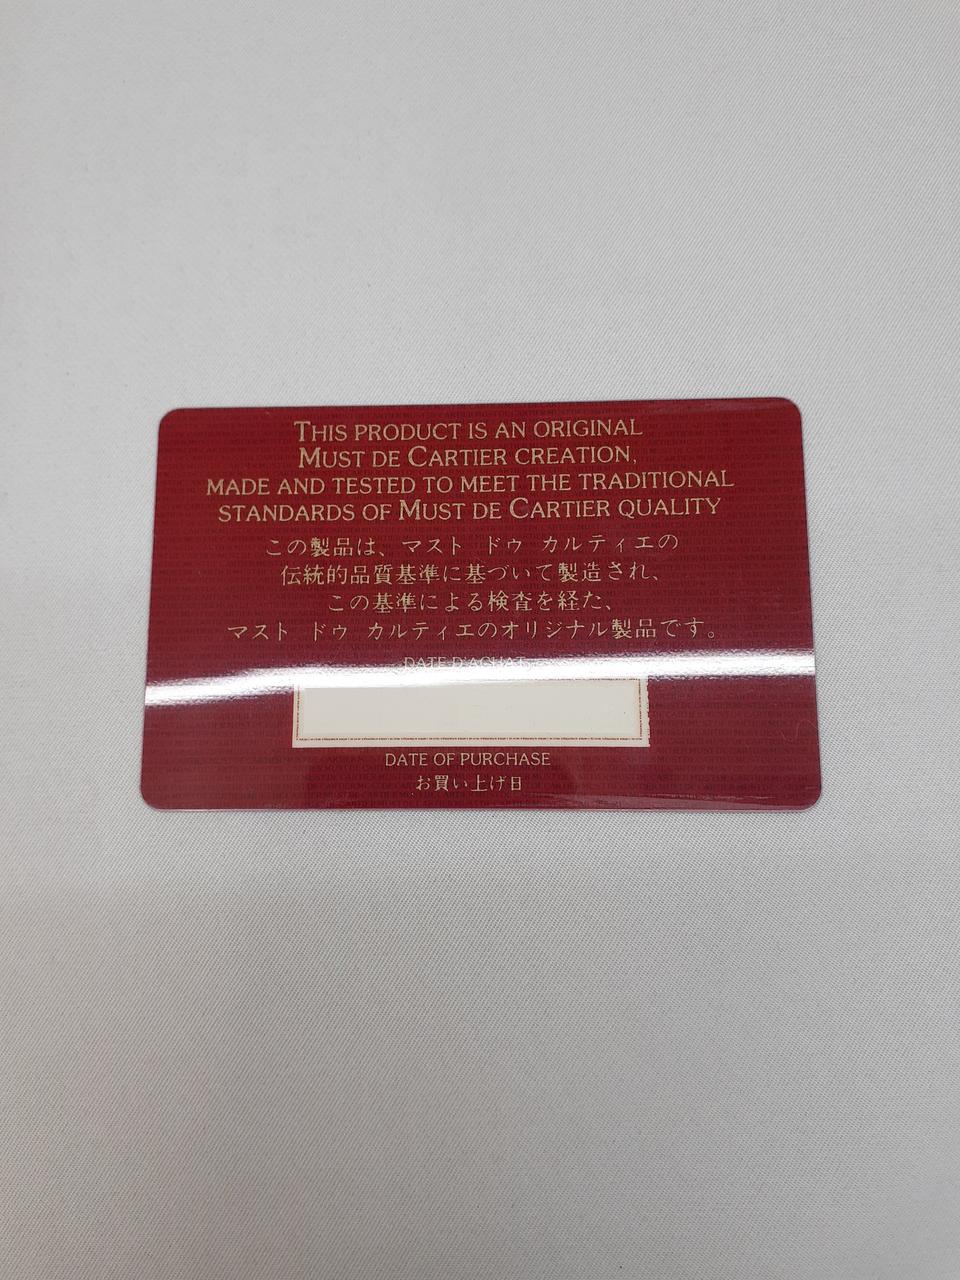 THIS PRODUCT IS AN ORIGINAL
MUST DE CARTIER CREATION,
MADE AND TESTED TO MEET THE TRADITIONAL
STANDARDS OF MUST DE CARTIER QUALITY
この製品は、マスト ドゥ カルティエの
伝統的品質基準に基づいて製造され、
この基準による検査を経た、
マスト ドゥ カルティエのオリジナル製品です。
DATE D'ACHAT
DATE OF PURCHASE
お買い上げ日